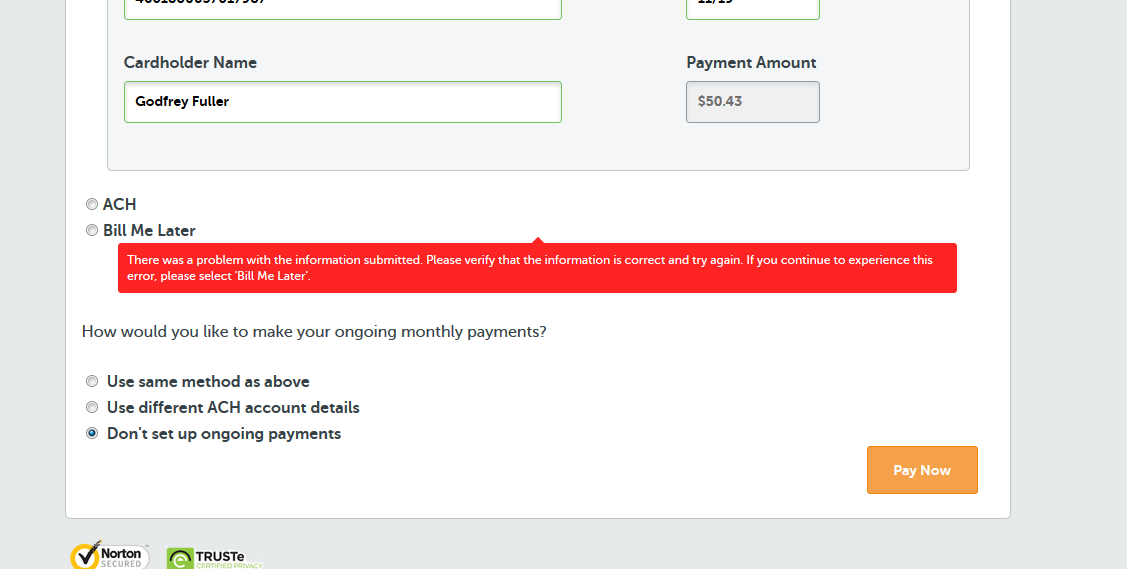 Cardholder Name
Payment Amount
Godfrey Fuller
$50.43
ACH
Bill Me Later
There was a problem with the information submitted. Please verify that the information is correct and try again. If you continue to experience this
error, please select 'Bill Me Later'.
How would you like to make your ongoing monthly payments?
Use same method as above
Use different ACH account details
Don't set up ongoing payments
Pay Now
Norton
SECURED
TRUSTe
CERTIFIED PRIVACY